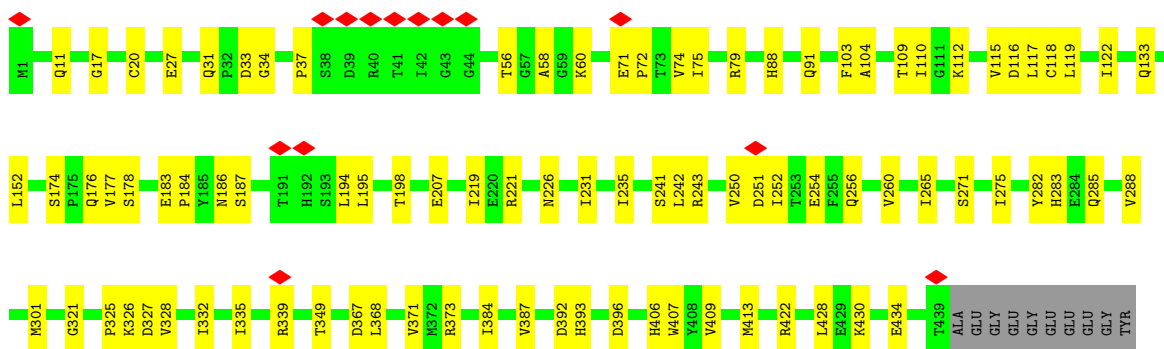 M1 Q11 G17 C20 E27 Q31 P32 D33 G34 P37 S38 D39 R40 T41 I42 G43 G44 T56 G57 A58 G59 K60 E71 P72 T73 V74 I75 R79 H88 Q91 F103 A104 T109 I110 G111 K112 V115 D116 L117 C118 L119 I122 Q133
L152 S174 P175 Q176 V177 S178 E183 P184 Y185 N186 S187 T191 H192 S193 L194 L195 T198 E207 I219 E220 R221 N226 I231 I235 S241 L242 R243 V250 D251 I252 T253 E254 F255 Q256 V260 I265 S271 I275 Y282 H283 E284 Q285 V288
M301 G321 P325 K326 D327 V328 I332 I335 R339 T349 D367 L368 V371 M372 R373 I384 V387 D392 H393 D396 H406 W407 Y408 V409 M413 R422 L428 E429 K430 E434 T439 ALA GLU GLY GLU GLY GLU GLU GLU GLY TYR